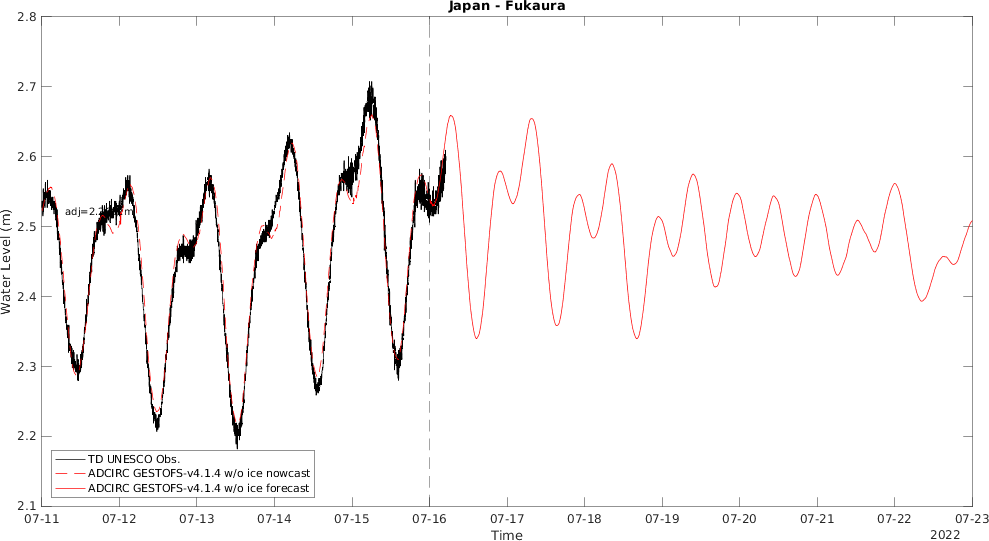 Japan - Fukaura
2.8
2.7
2.6
2.5
2.4
2.3
2.2
2.1
Water Level (m)
TD UNESCO Obs.
ADCIRC GESTOFS-v4.1.4 w/o ice nowcast
ADCIRC GESTOFS-v4.1.4 w/o ice forecast
07-11 07-12 07-13 07-14 07-15 07-16 07-17 07-18 07-19 07-20 07-21 07-22 07-23
Time
2022